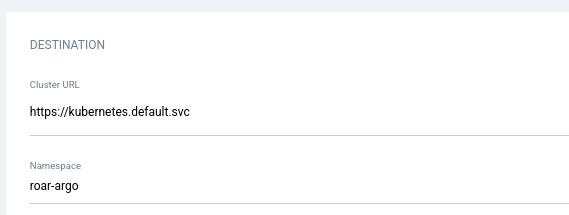 DESTINATION
Cluster URL
https://kubernetes.default.svc
Namespace
roar-argo